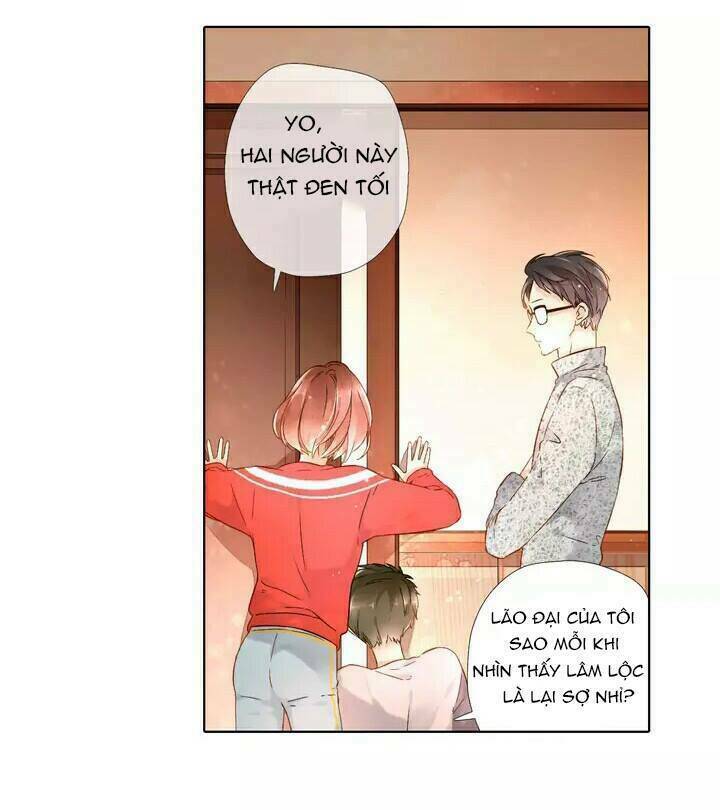 YO,
HAI NGƯỜI NÀY
THẬT ĐEN TỐI
LÃO ĐẠI CỦA TÔI
SAO MỖI KHI
NHÌN THẤY LÂM LỘC
LÀ LẠI SỢ NHỈ?